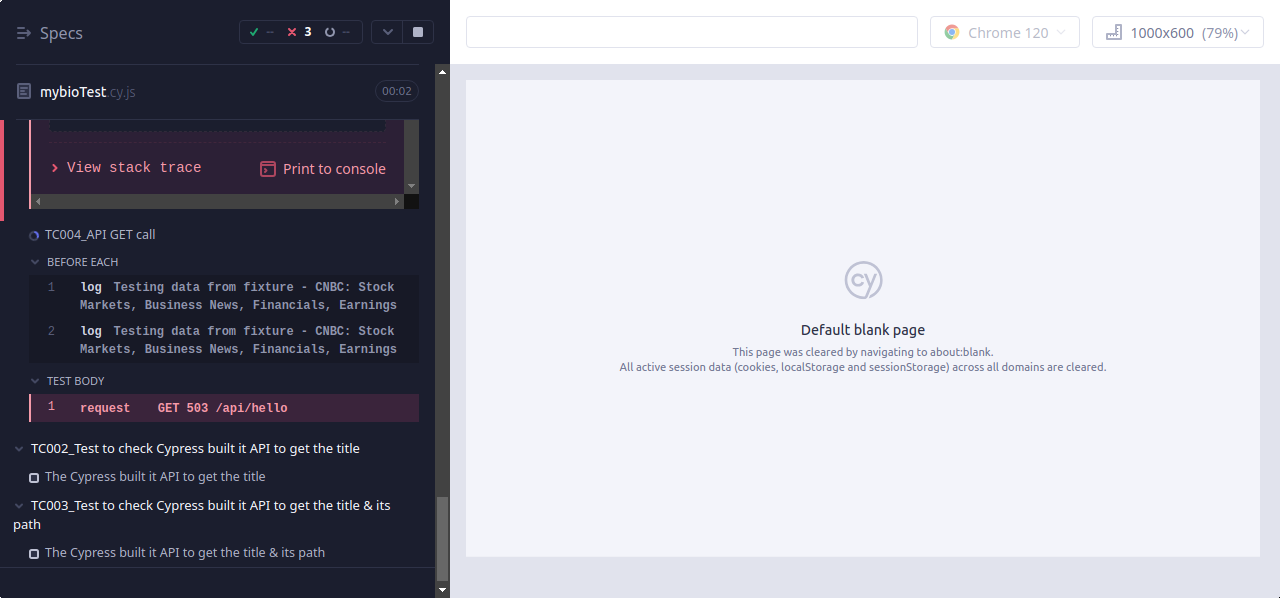 Specs
-- 3 --
mybioTest.cy.js
00:02
View stack trace
Print to console
TC004_API GET call
BEFORE EACH
1 log Testing data from fixture - CNBC: Stock
Markets, Business News, Financials, Earnings
2 log Testing data from fixture - CNBC: Stock
Markets, Business News, Financials, Earnings
TEST BODY
1 request GET 503 /api/hello
TC002_Test to check Cypress built it API to get the title
The Cypress built it API to get the title
TC003_Test to check Cypress built it API to get the title & its
path
The Cypress built it API to get the title & its path
Chrome 120
1000x600 (79%)
cy
Default blank page
This page was cleared by navigating to about:blank.
All active session data (cookies, localStorage and sessionStorage) across all domains are cleared.